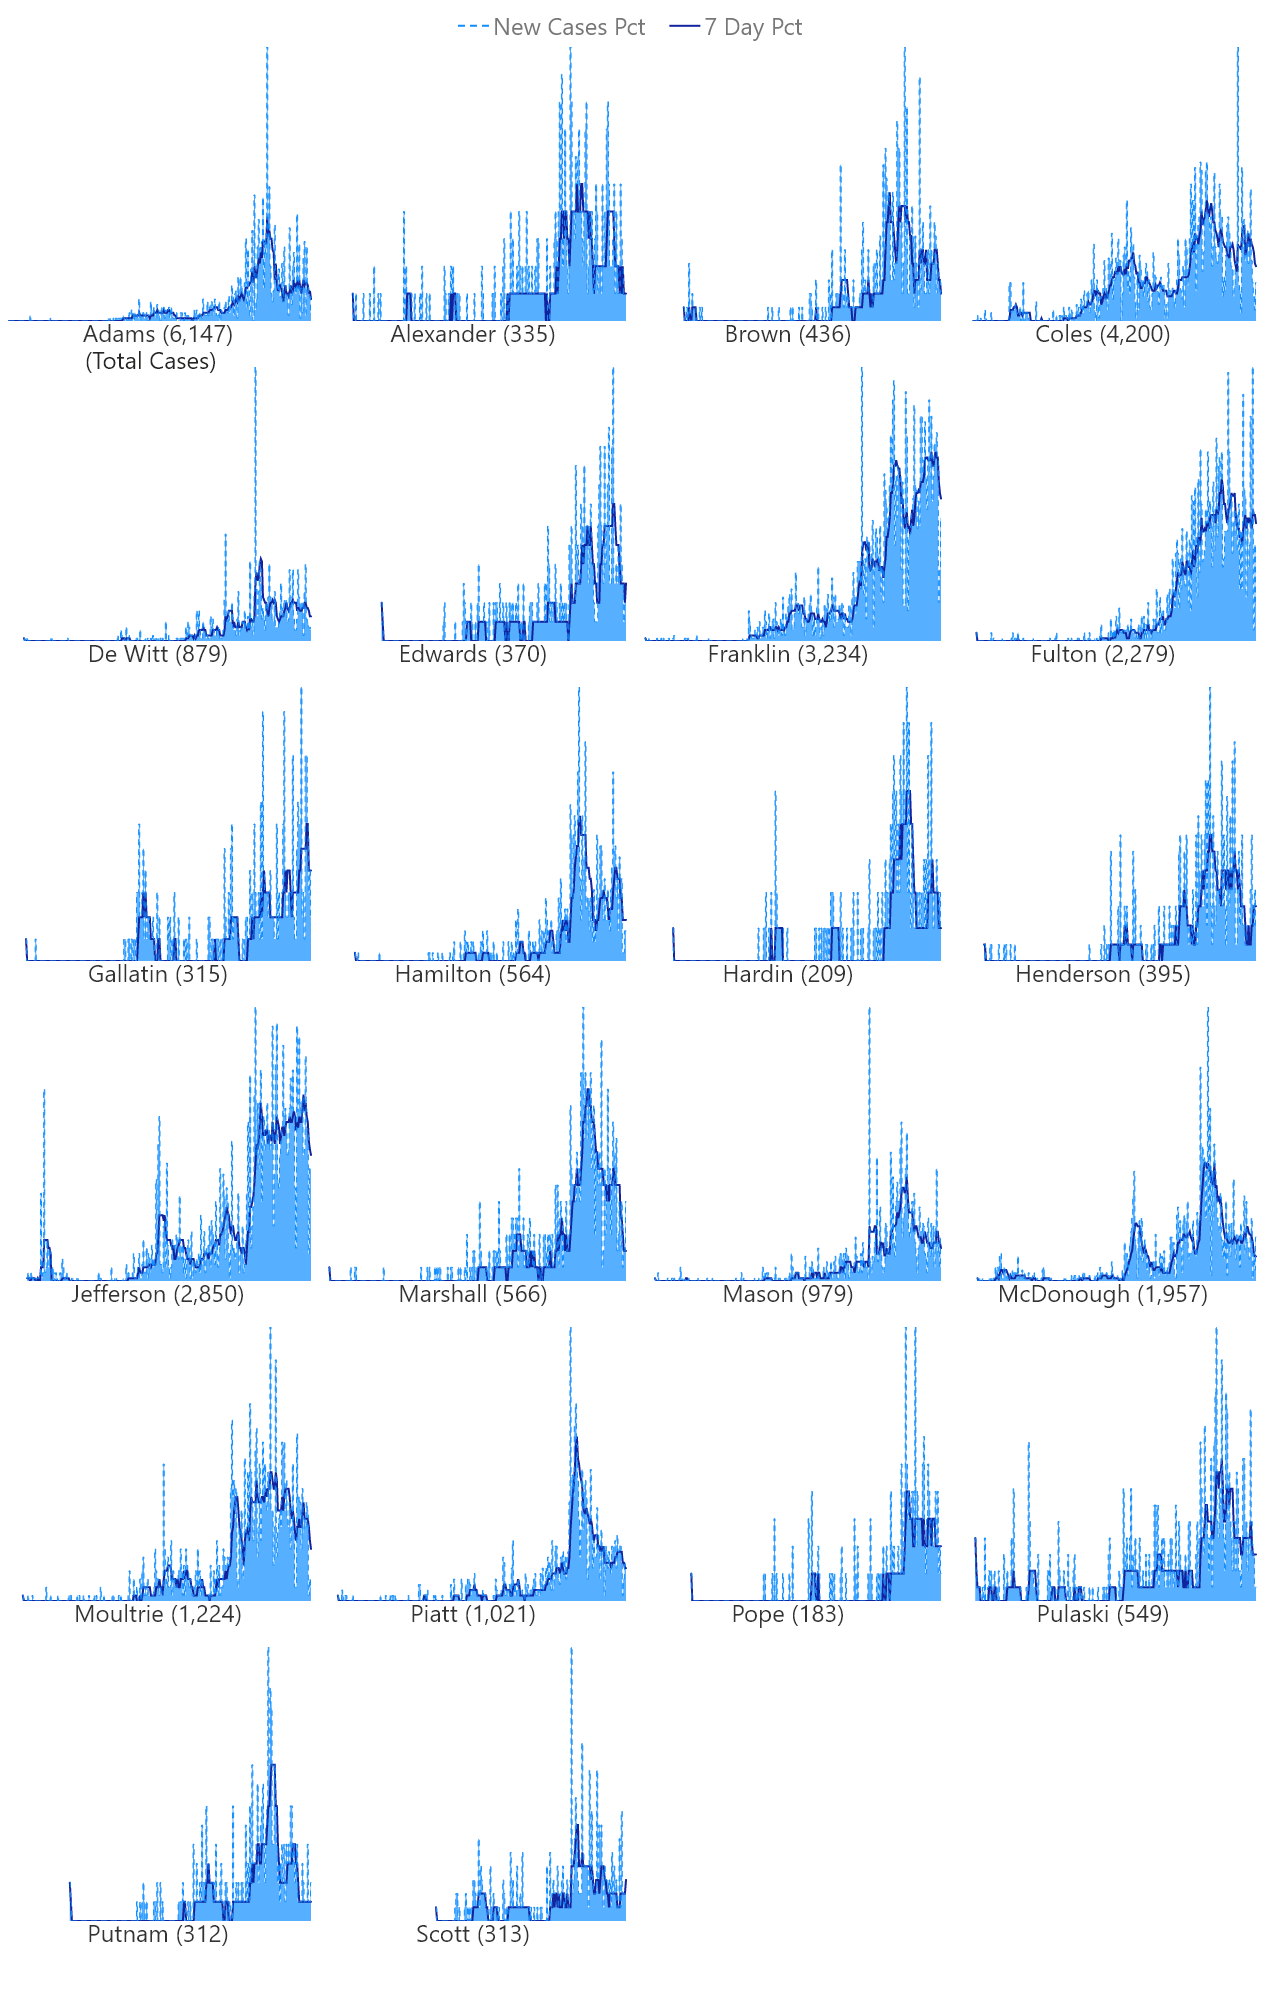 New Cases Pct 7 Day Pct
Adams (6,147) Alexander (335) Brown (436) Coles (4,200)
(Total Cases)
De Witt (879) Edwards (370) Franklin (3,234) Fulton (2,279)
Gallatin (315) Hamilton (564) Hardin (209) Henderson (395)
Jefferson (2,850) Marshall (566) Mason (979) McDonough (1,957)
Moultrie (1,224) Piatt (1,021) Pope (183) Pulaski (549)
Putnam (312) Scott (313)